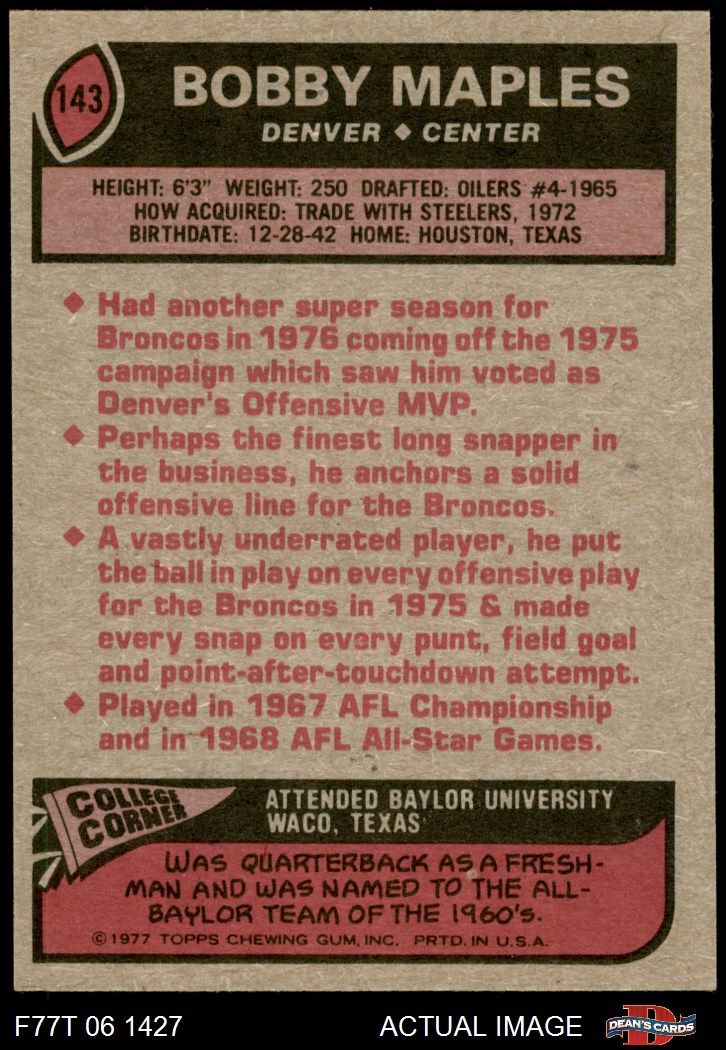 143
BOBBY MAPLES
DENVER ◆ CENTER
HEIGHT: 6'3" WEIGHT: 250 DRAFTED: OILERS #4-1965
HOW ACQUIRED: TRADE WITH STEELERS, 1972
BIRTHDATE: 12-28-42 HOME: HOUSTON, TEXAS
◆ Had another super season for
Broncos in 1976 coming off the 1975
campaign which saw him voted as
Denver's Offensive MVP.
◆ Perhaps the finest long snapper in
the business, he anchors a solid
offensive line for the Broncos.
◆ A vastly underrated player, he put
the ball in play on every offensive play
for the Broncos in 1975 & made
every snap on every punt, field goal
and point-after-touchdown attempt.
◆ Played in 1967 AFL Championship
and in 1968 AFL All-Star Games.
COLLEGE
CORNER
ATTENDED BAYLOR UNIVERSITY
WACO, TEXAS
WAS QUARTERBACK AS A FRESH-
MAN AND WAS NAMED TO THE ALL-
BAYLOR TEAM OF THE 1960'S.
© 1977 TOPPS CHEWING GUM, INC. PRTD. IN U.S.A.
F77T 06 1427
ACTUAL IMAGE
D
DEAN'S CARDS